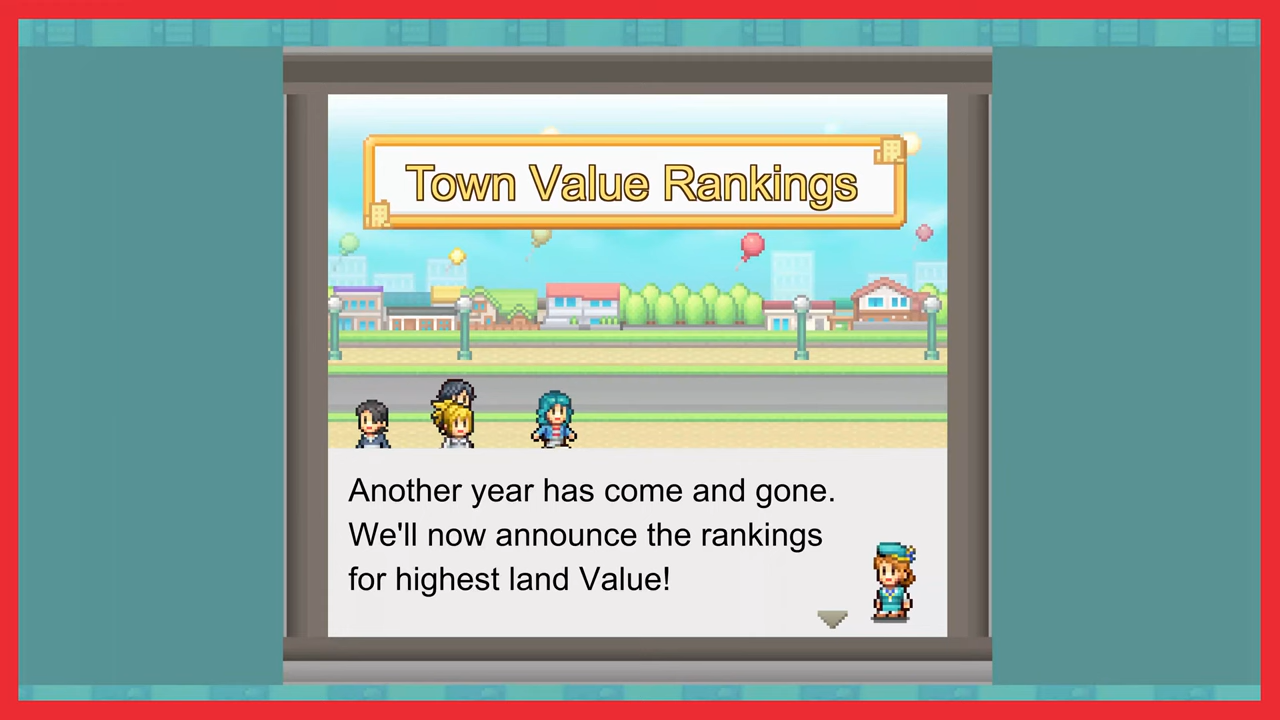 Town Value Rankings
Another year has come and gone.
We'll now announce the rankings
for highest land Value!